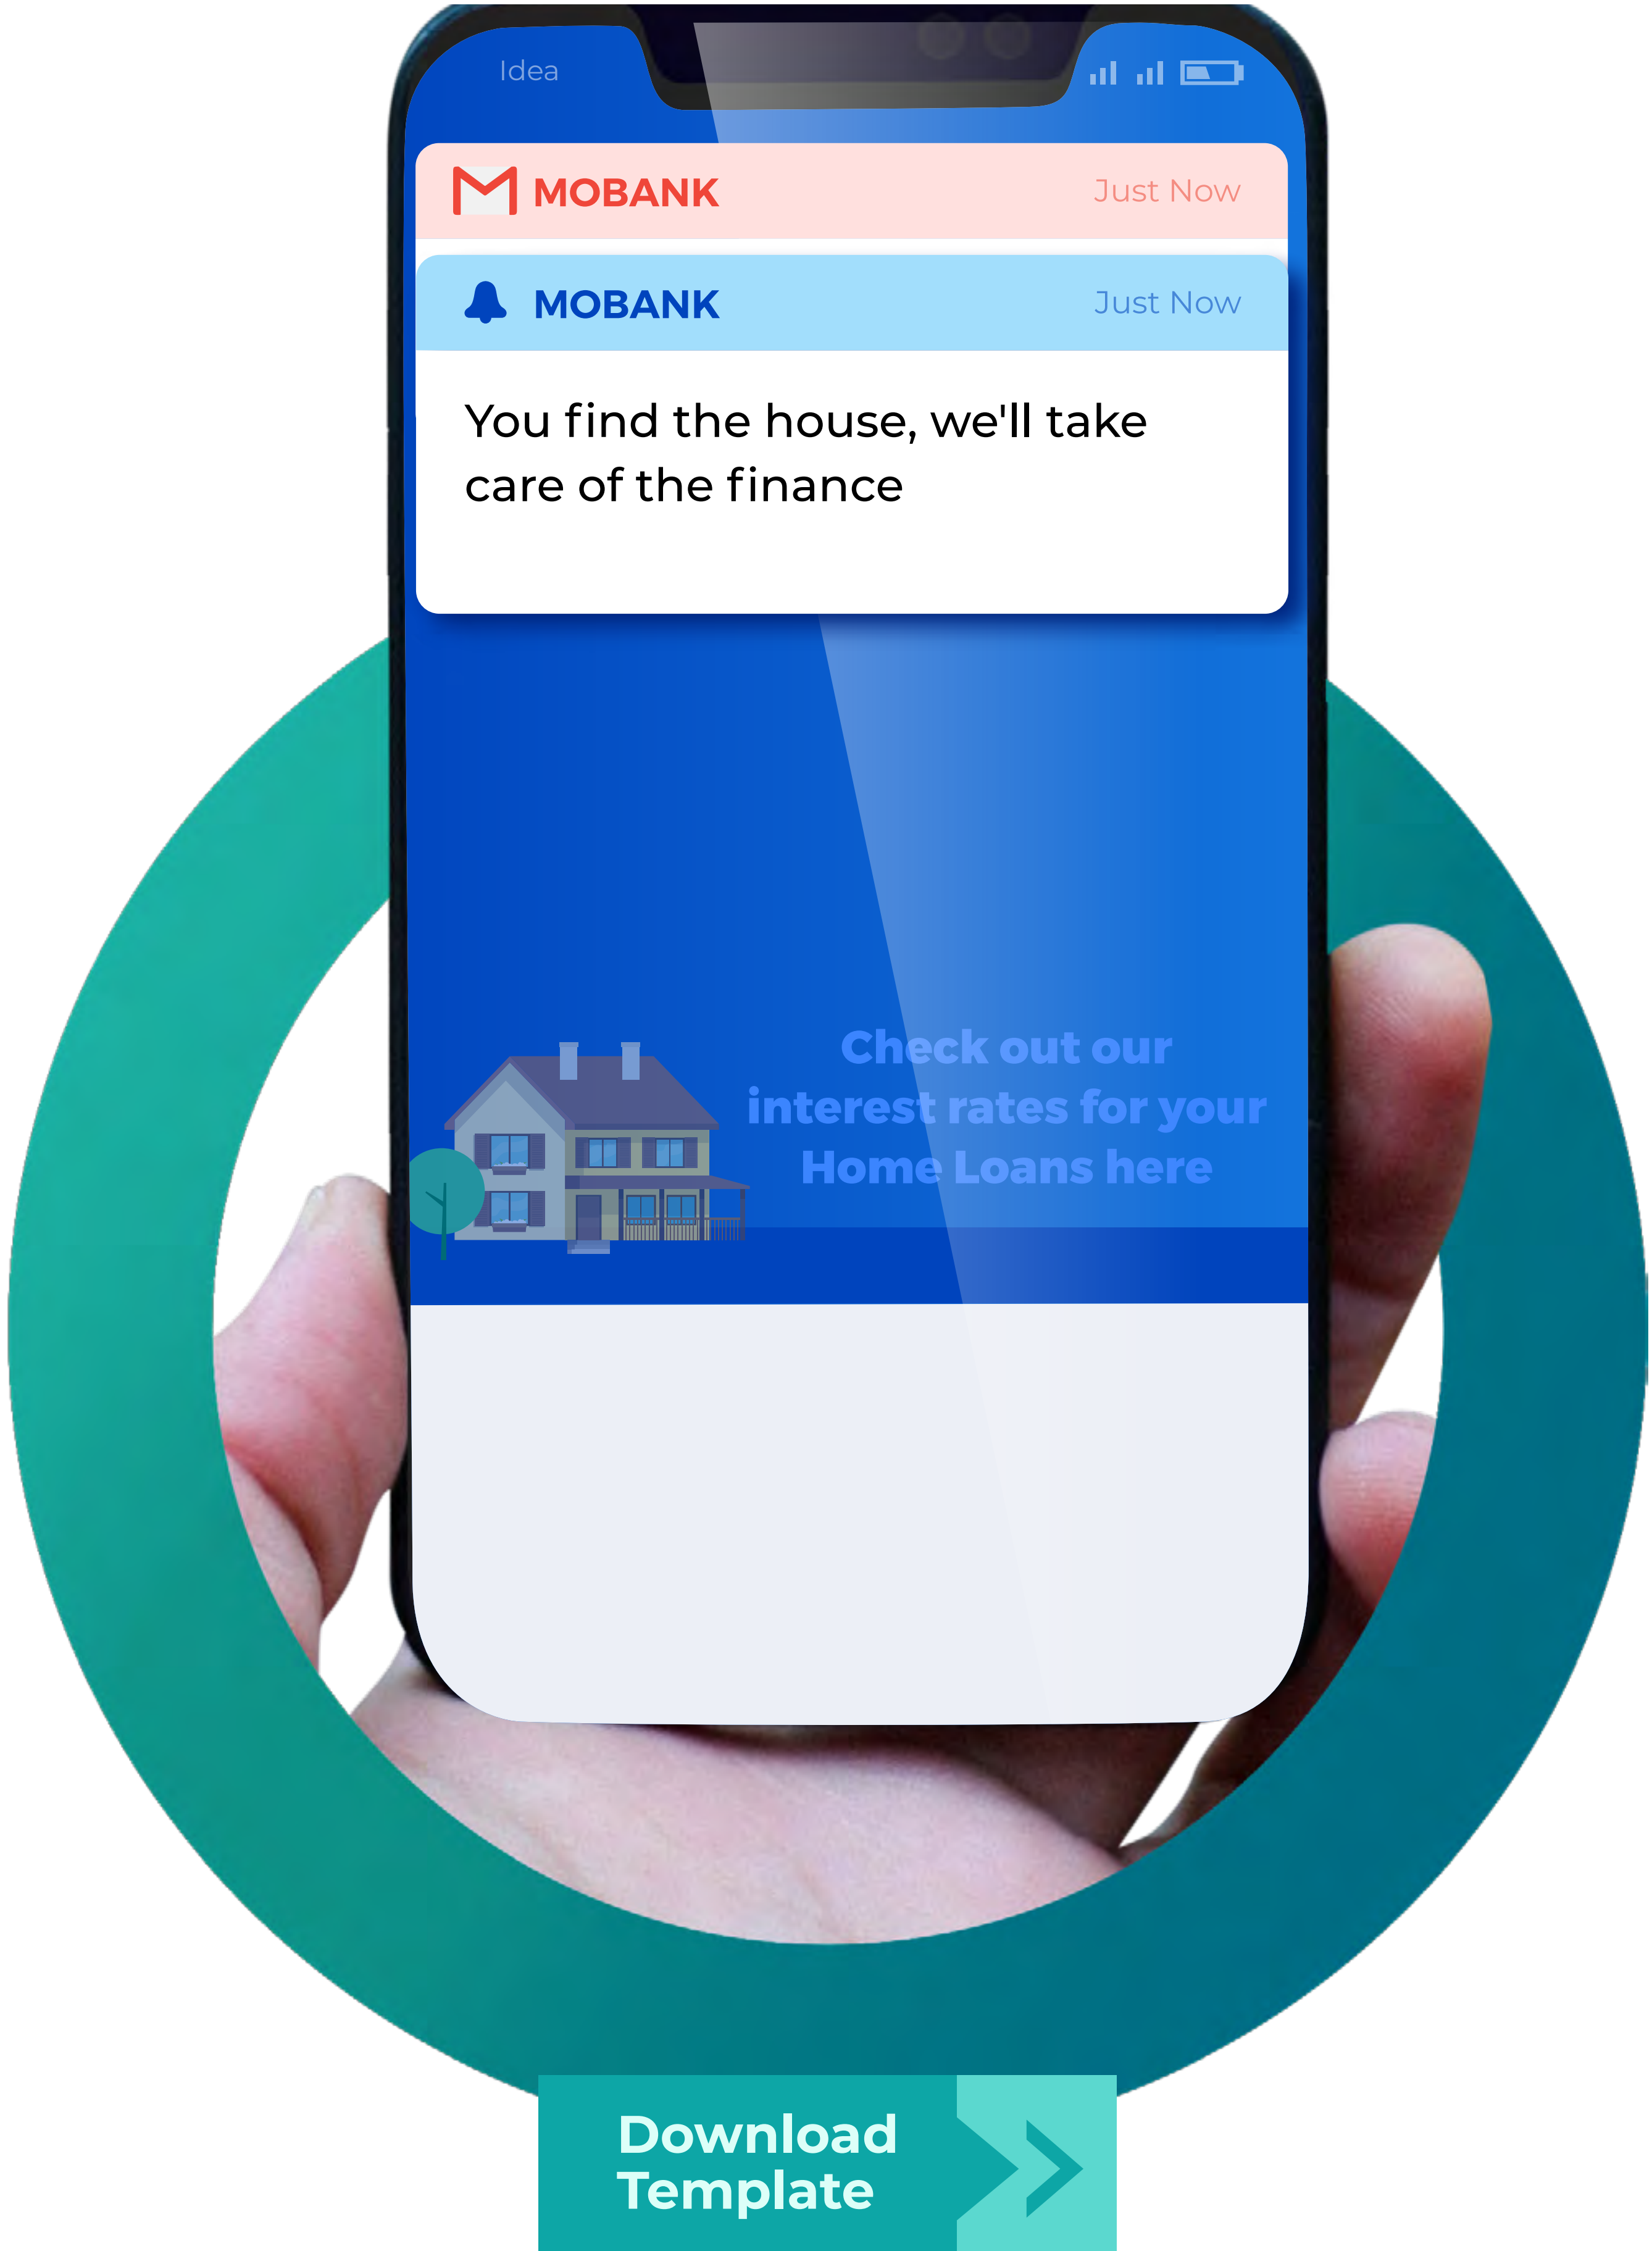 Idea
MOBANK
Just Now
MOBANK
Just Now
You find the house, we'll take
care of the finance
Check out our
interest rates for your
Home Loans here
Download
Template